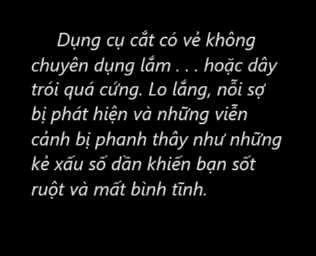 Dụng cụ cắt có vẻ không
chuyên dụng lắm . . . hoặc dây
trói quá cứng. Lo lắng, nỗi sợ
bị phát hiện và những viễn
cảnh bị phanh thây như những
kẻ xấu số dần khiến bạn sốt
ruột và mất bình tĩnh.